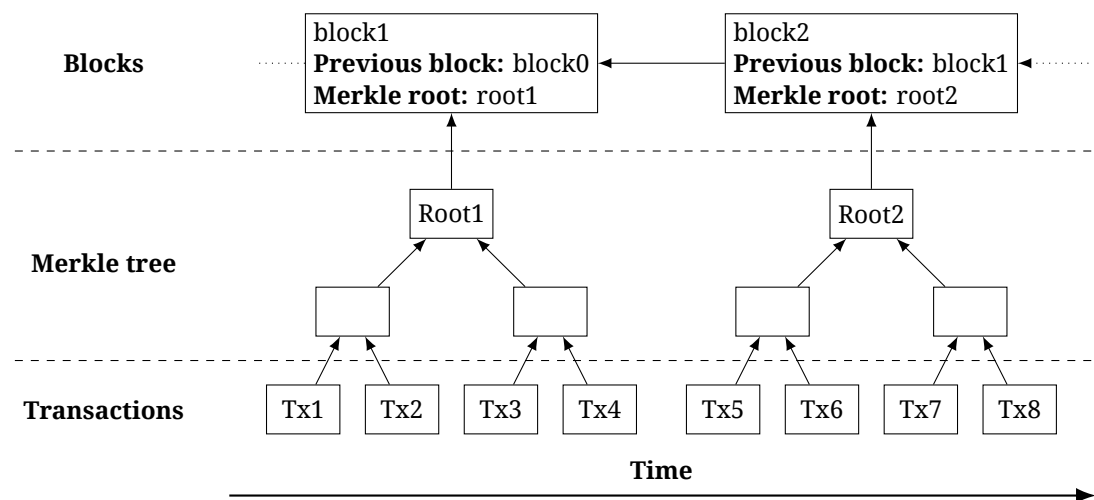 Blocks
block1
Previous block: block0
Merkle root: root1
block2
Previous block: block1
Merkle root: root2
Merkle tree
Root1
Root2
Transactions
Tx1
Tx2
Tx3
Tx4
Tx5
Tx6
Tx7
Tx8
Time